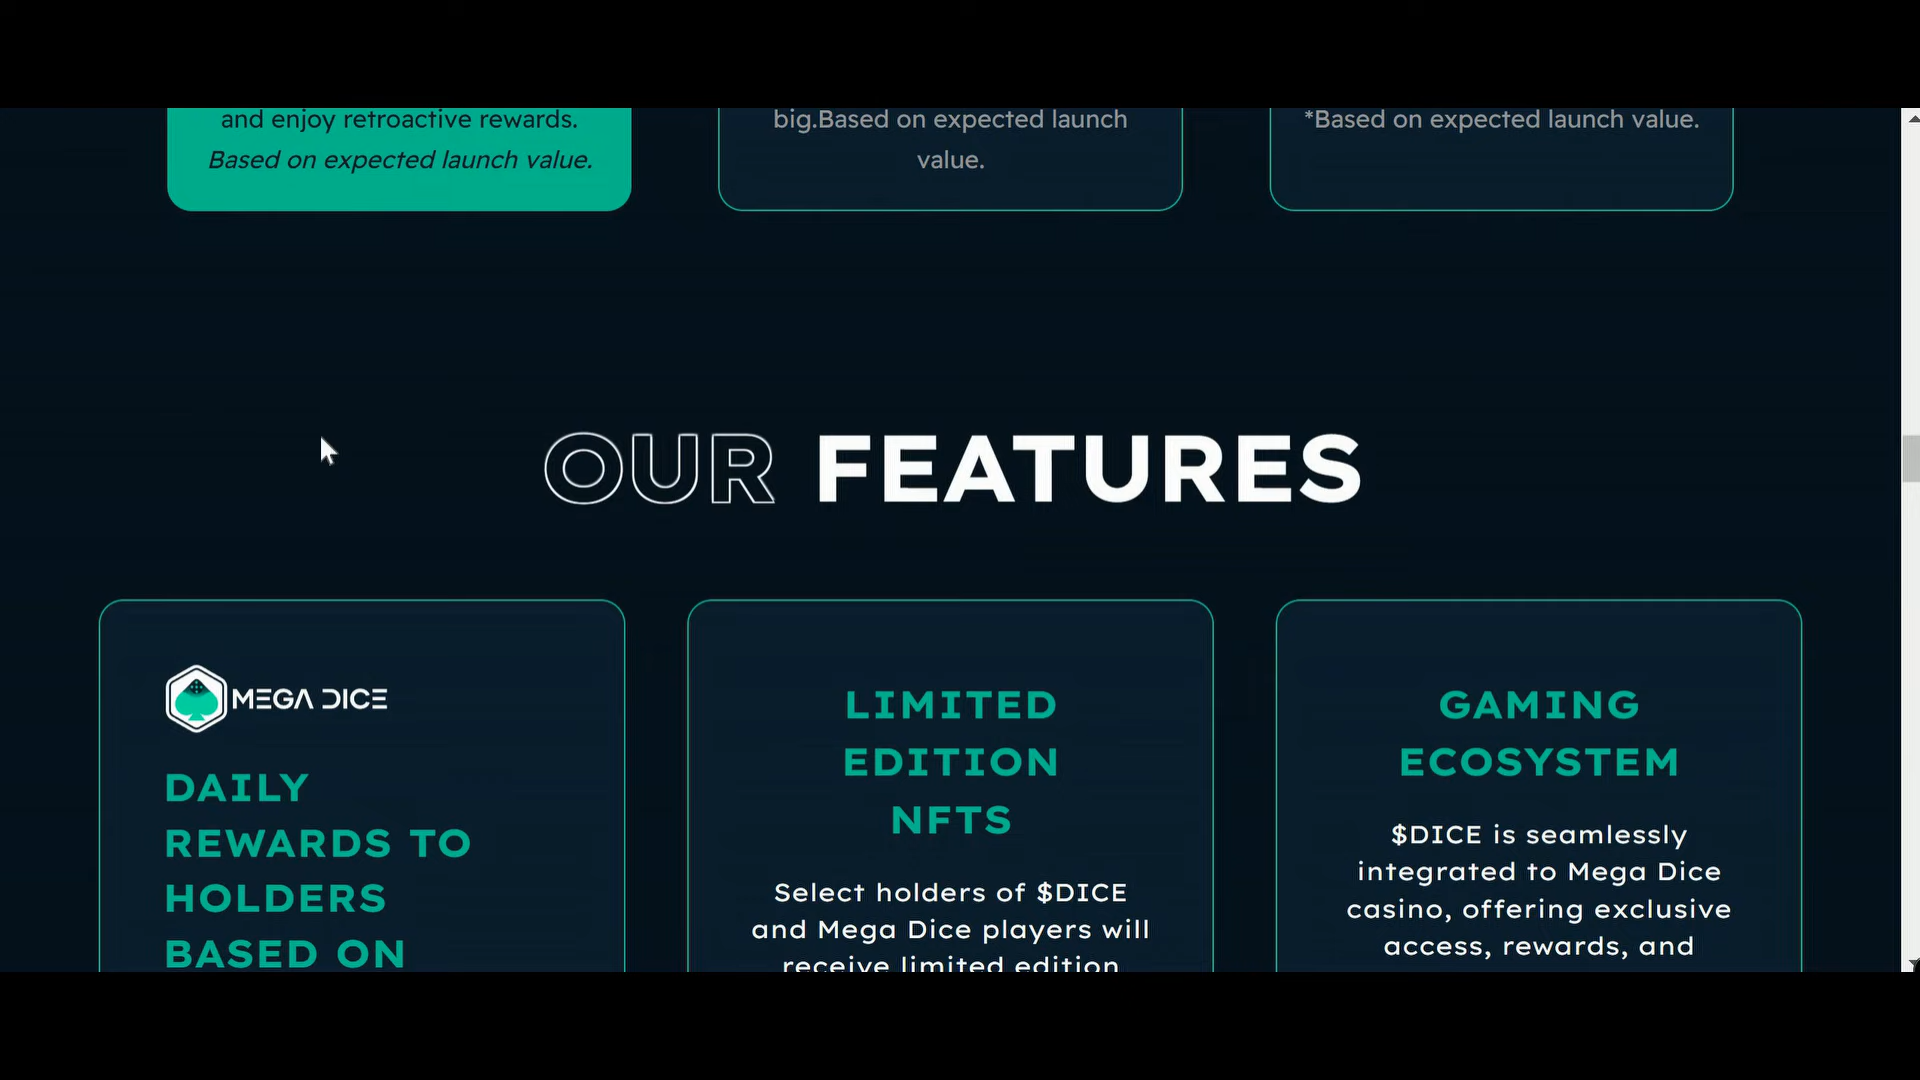 and enjoy retroactive rewards.
Based on expected launch value.
big.Based on expected launch
value.
*Based on expected launch value.
OUR FEATURES
MEGA DICE
DAILY
REWARDS TO
HOLDERS
BASED ON
LIMITED
EDITION
NFTS
Select holders of $DICE
and Mega Dice players will
receive limited edition
GAMING
ECOSYSTEM
$DICE is seamlessly
integrated to Mega Dice
casino, offering exclusive
access, rewards, and